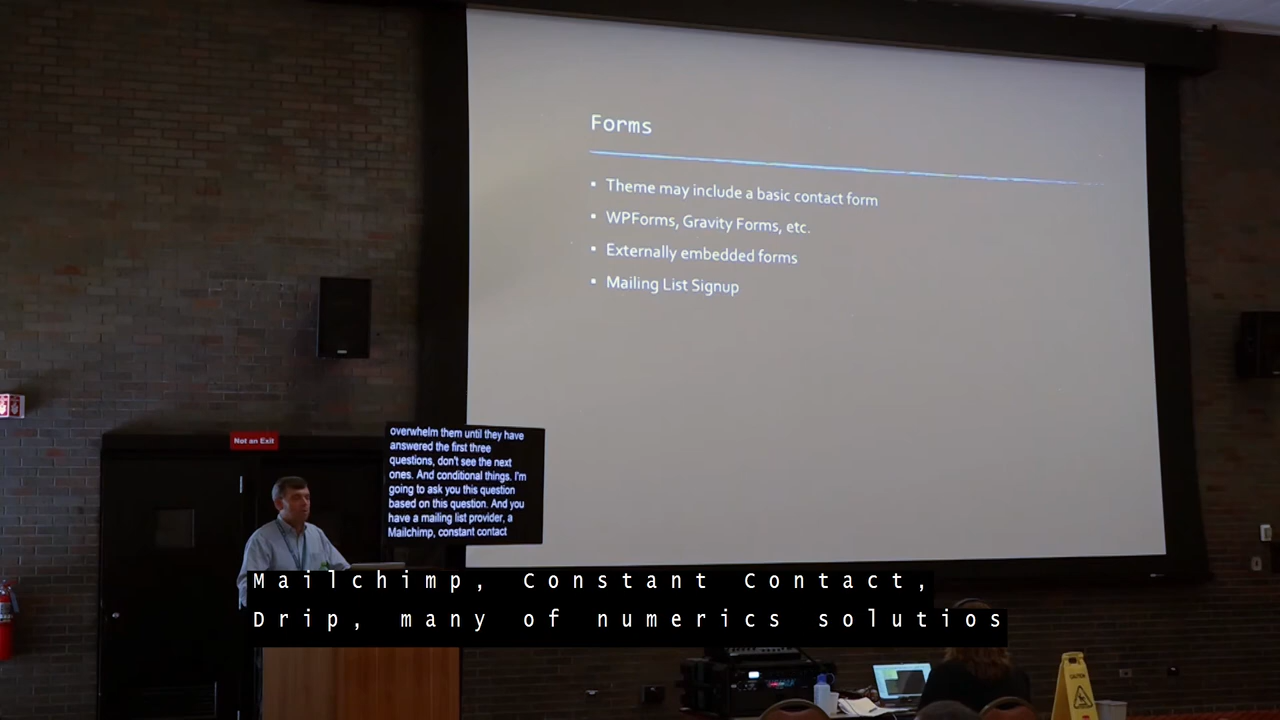 Forms
▪ Theme may include a basic contact form
▪ WPForms, Gravity Forms, etc.
▪ Externally embedded forms
▪ Mailing List Signup
Not an Exit
overwhelm them until they have
answered the first three
questions, don't see the next
ones. And conditional things. I'm
going to ask you this question
based on this question. And you
have a mailing list provider, a
Mailchimp, constant contact
Mailchimp, Constant Contact,
Drip, many of numerics solutios
CAUTION